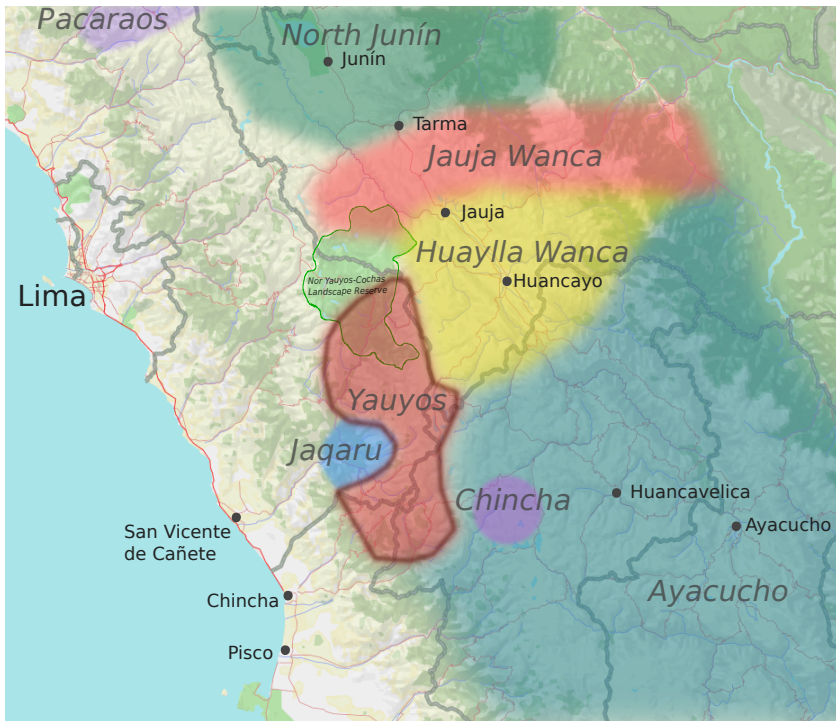 Pacaraos
North Junín
Junín
Tarma
Jauja Wanca
Jauja
Huaylla Wanca
Nor Yauyos-Cochas
Landscape Reserve
Huancayo
Lima
Yauyos
Jaqaru
Chincha
Huancavelica
San Vicente
de Cañete
Ayacucho
Ayacucho
Chincha
Pisco